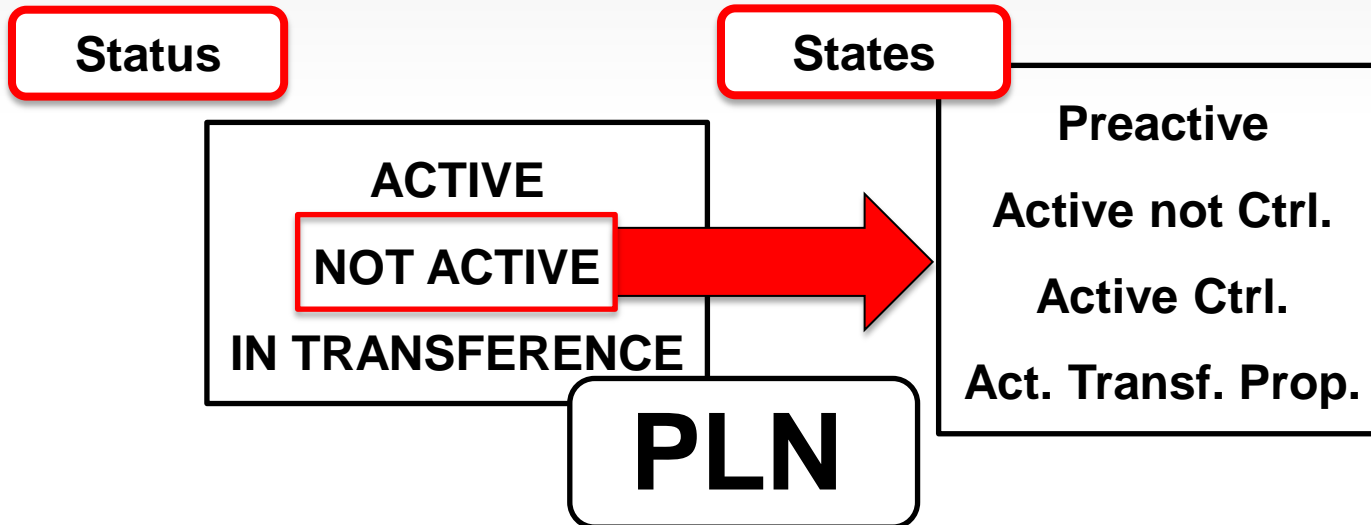 Status
States
ACTIVE
NOT ACTIVE
IN TRANSFERENCE
PLN
Preactive
Active not Ctrl.
Active Ctrl.
Act. Transf. Prop.